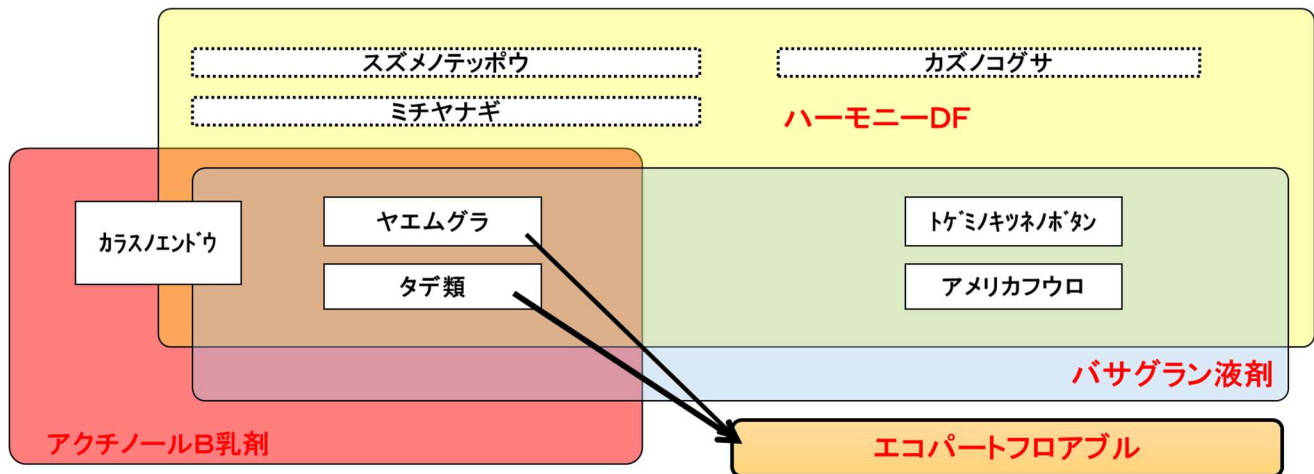 スズメノテッポウ
カズノコグサ
ミチヤナギ
ハーモニーDF
カラスノエンドウ
ヤエムグラ
トゲミノキツネノボタン
タデ類
アメリカフウロ
バサグラン液剤
アクチノールB乳剤
エコパートフロアブル